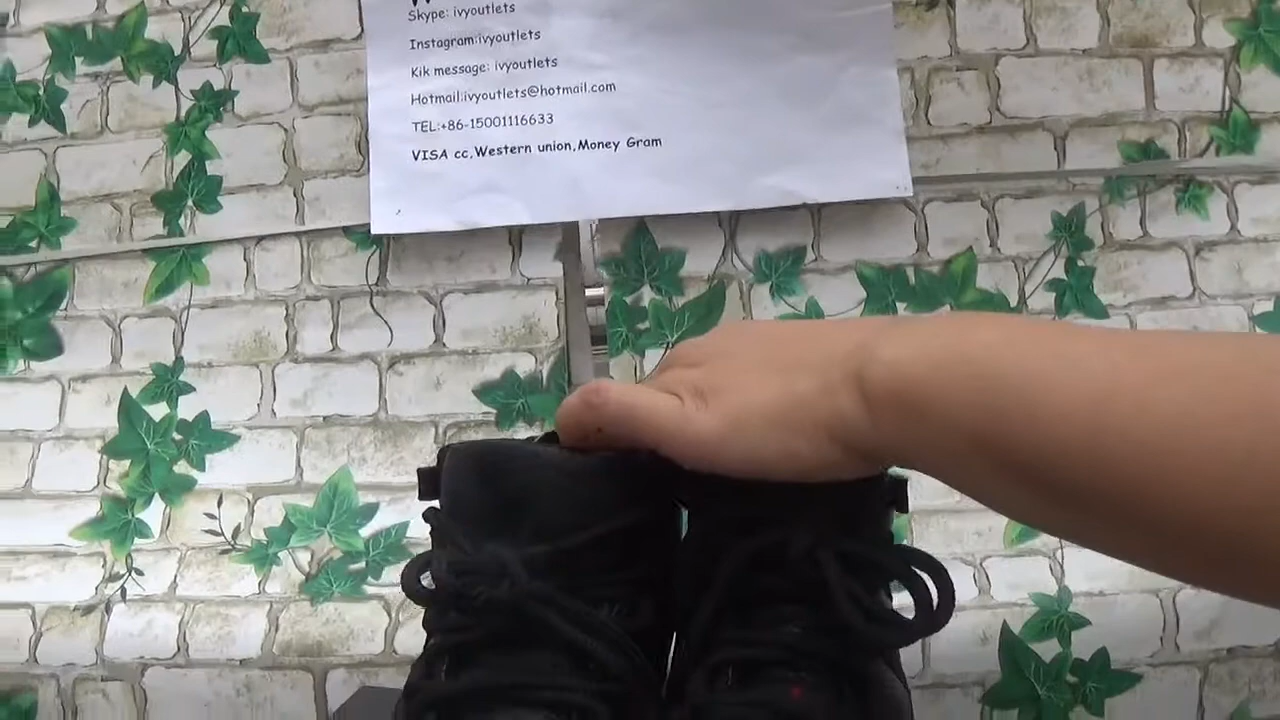 Skype: ivyoutlets
Instagram:ivyoutlets
Kik message: ivyoutlets
Hotmail:ivyoutlets@hotmail.com
TEL:+86-15001116633
VISA cc,Western union,Money Gram